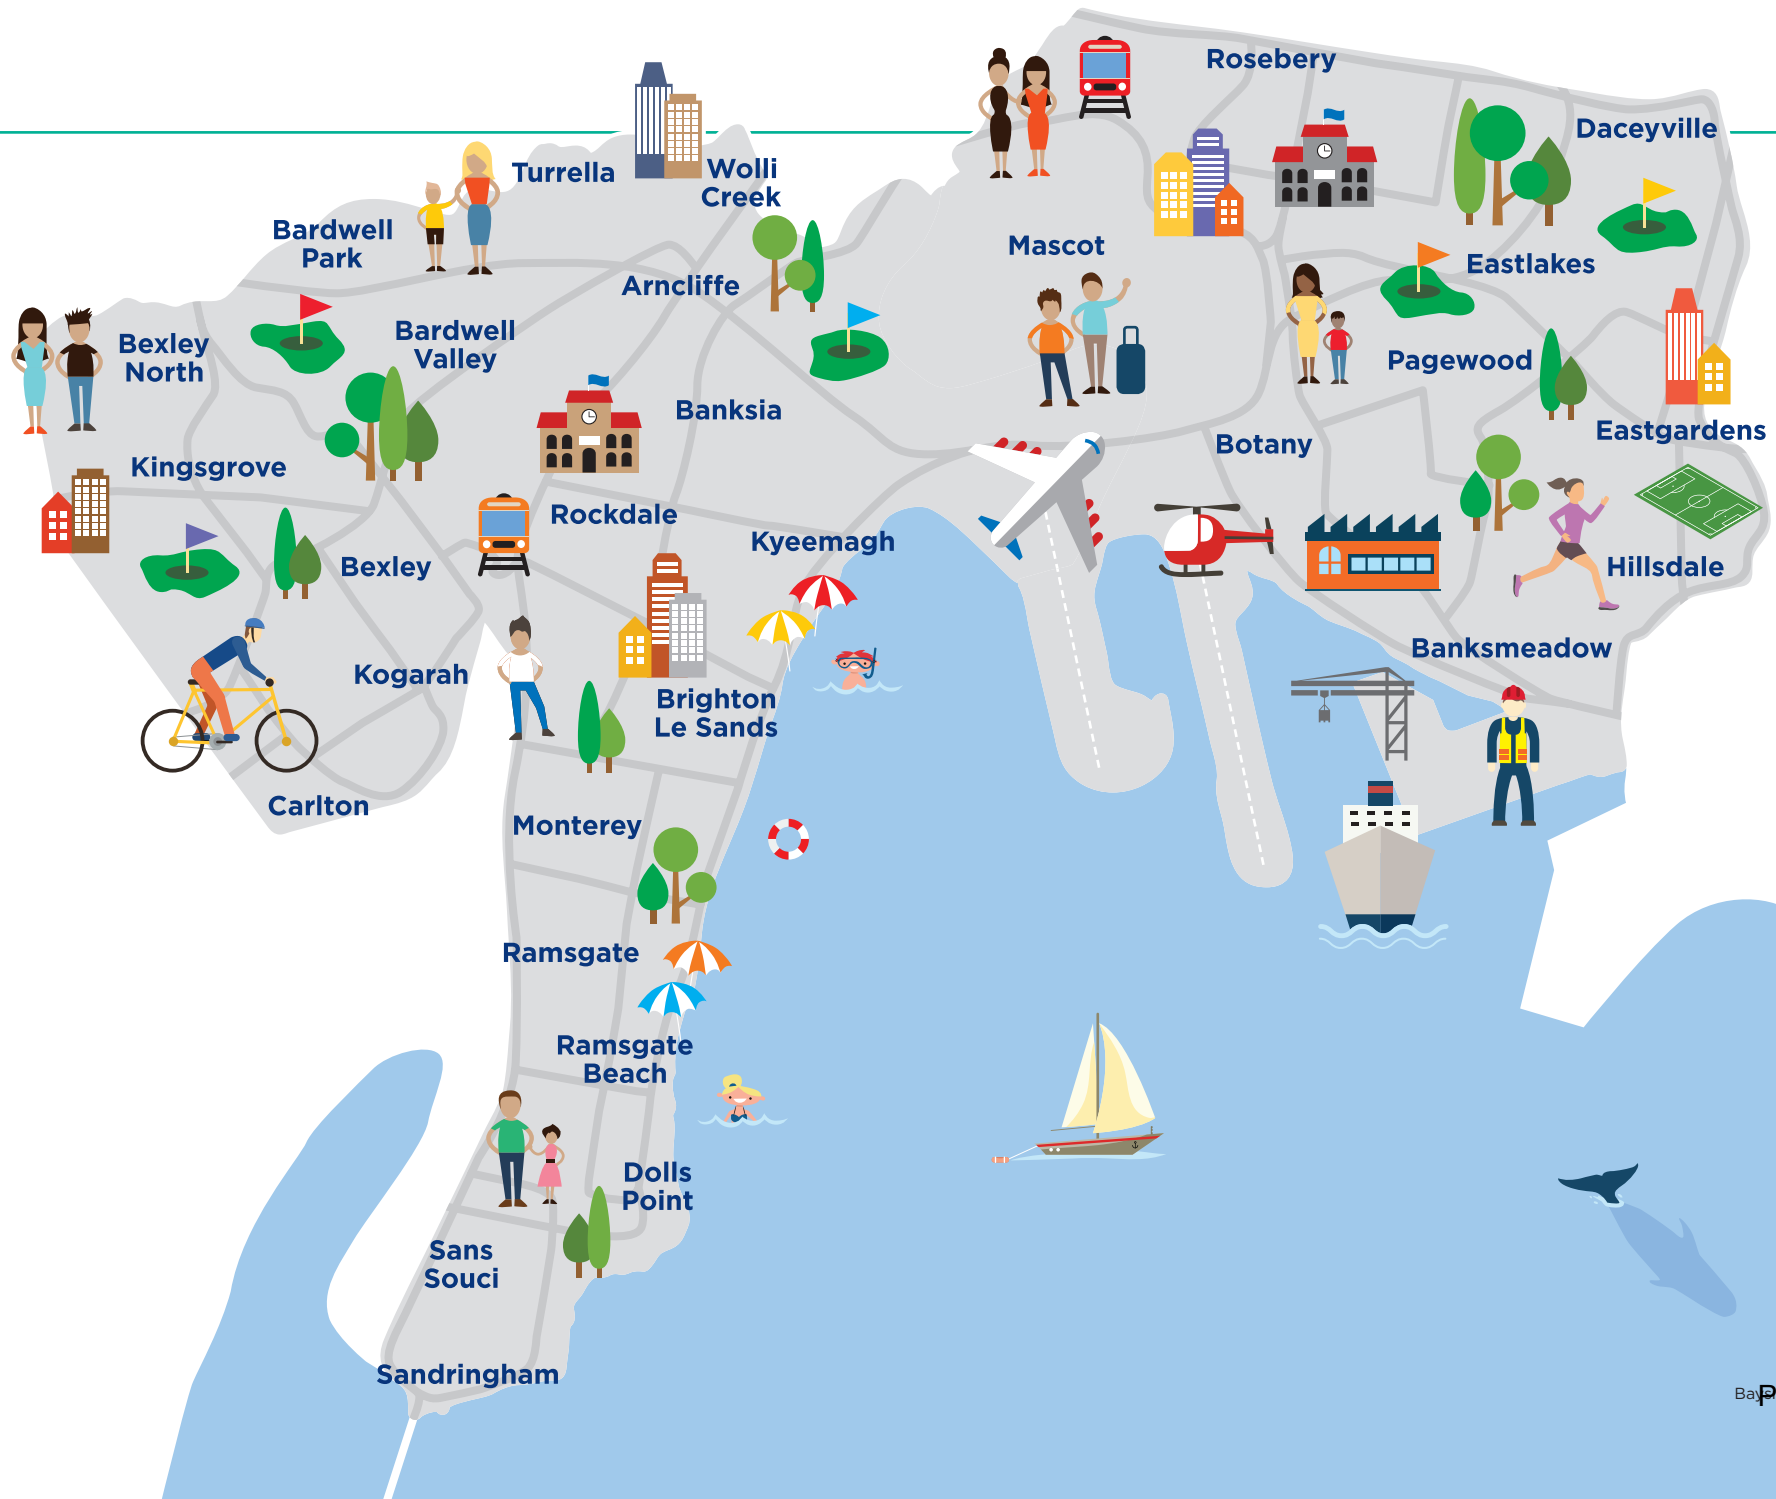 Rosebery
Daceyville
Turrella
Wolli
Creek
Bardwell
Park
Mascot
Eastlakes
Arncliffe
Bexley
North
Bardwell
Valley
Pagewood
Banksia
Eastgardens
Botany
Kingsgrove
Rockdale
Kyeemagh
Bexley
Hillsdale
Banksmeadow
Kogarah
Brighton
Le Sands
Carlton
Monterey
Ramsgate
Ramsgate
Beach
Dolls
Point
Sans
Souci
Sandringham